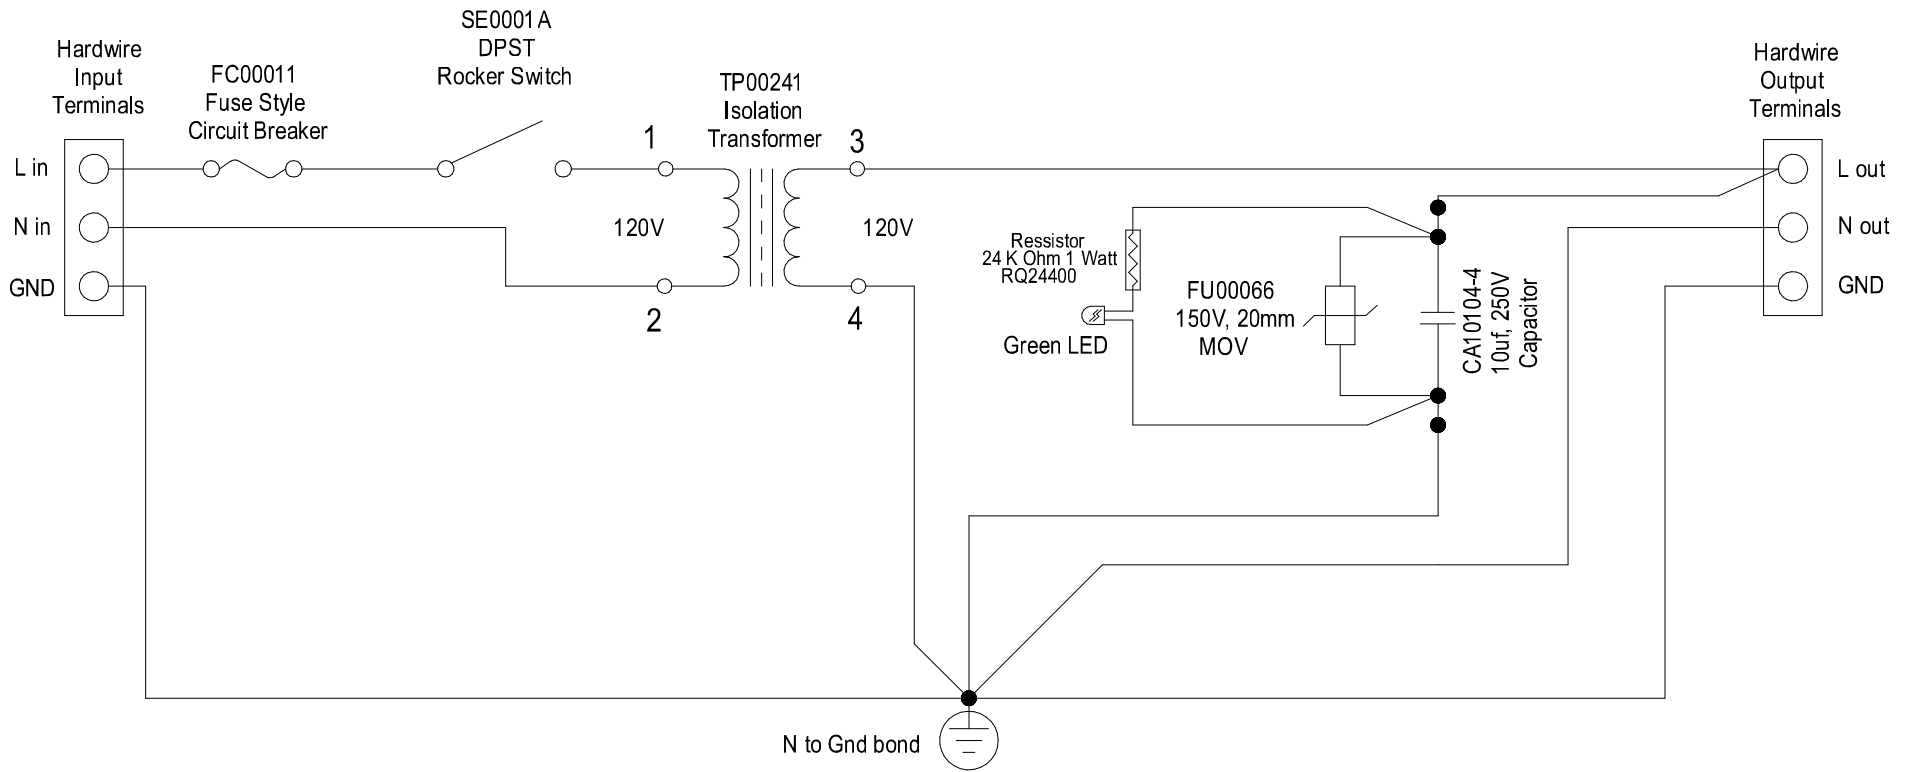 Hardwire
Input
Terminals
L in
N in
GND
FC00011
Fuse Style
Circuit Breaker
SE0001A
DPST
Rocker Switch
TP00241
Isolation
Transformer
1
2
3
4
120V
120V
Ressistor
24 K Ohm 1 Watt
RQ24400
Green LED
FU00066
150V, 20mm
MOV
CA10104-4
10uf, 250V
Capacitor
Hardwire
Output
Terminals
L out
N out
GND
N to Gnd bond